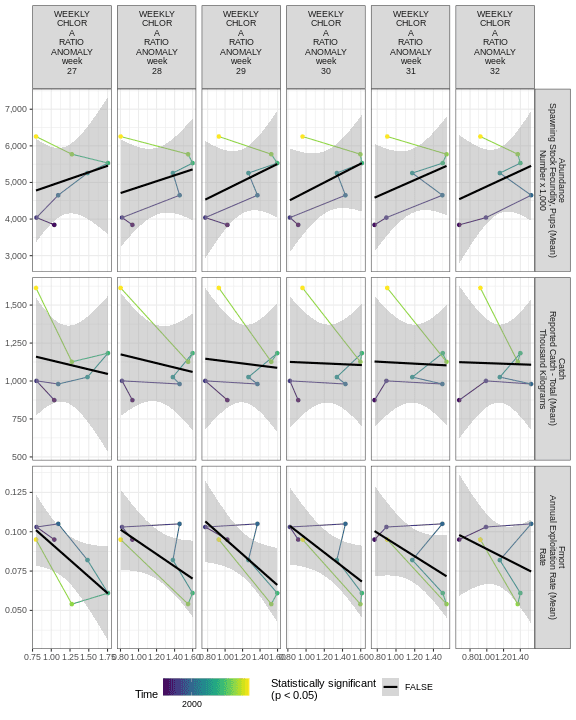 WEEKLY
CHLOR
A
RATIO
ANOMALY
week
27
WEEKLY
CHLOR
A
RATIO
ANOMALY
week
28
WEEKLY
CHLOR
A
RATIO
ANOMALY
week
29
WEEKLY
CHLOR
A
RATIO
ANOMALY
week
30
WEEKLY
CHLOR
A
RATIO
ANOMALY
week
31
WEEKLY
CHLOR
A
RATIO
ANOMALY
week
32
7,000
6,000
5,000
4,000
3,000
Abundance
Spawning Stock Fecundity, Pups (Mean)
Number x 1,000
1,500
1,250
1,000
750
500
Catch
Reported Catch - Total (Mean)
Thousand Kilograms
0.125
0.100
0.075
0.050
Fmort
Annual Exploitation Rate (Mean)
Rate
0.75 1.00 1.25 1.50 1.75
0.80 1.00 1.20 1.40 1.60
0.80 1.00 1.20 1.40 1.60
0.80 1.00 1.20 1.40 1.60
0.80 1.00 1.20 1.40
0.80 1.00 1.20 1.40
Time
2000
Statistically significant
(p < 0.05)
FALSE